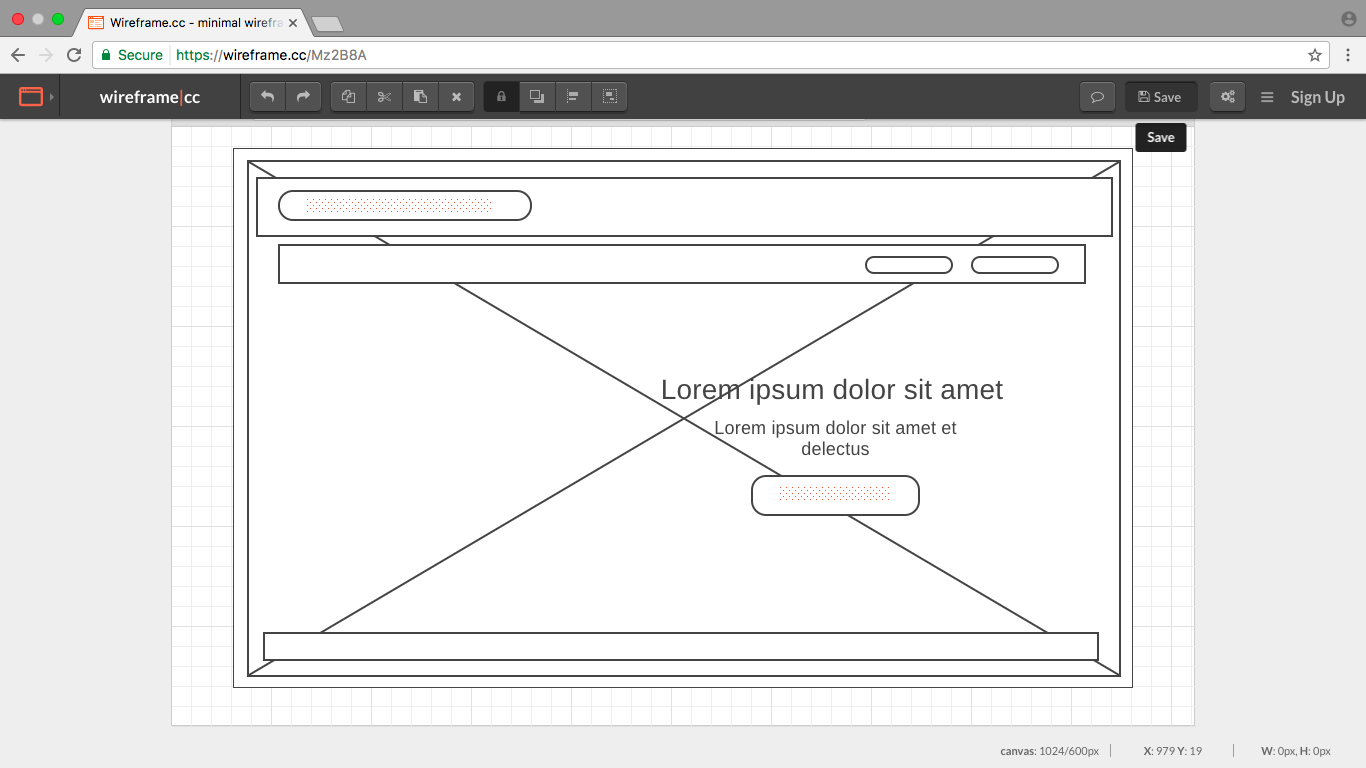 Wireframe.cc - minimal wirefra
Secure
https://wireframe.cc/Mz2B8A
wireframe|cc
Save
Sign Up
Save
Lorem ipsum dolor sit amet
Lorem ipsum dolor sit amet et
delectus
canvas: 1024/600px
X: 979 Y: 19
W: 0px, H: 0px